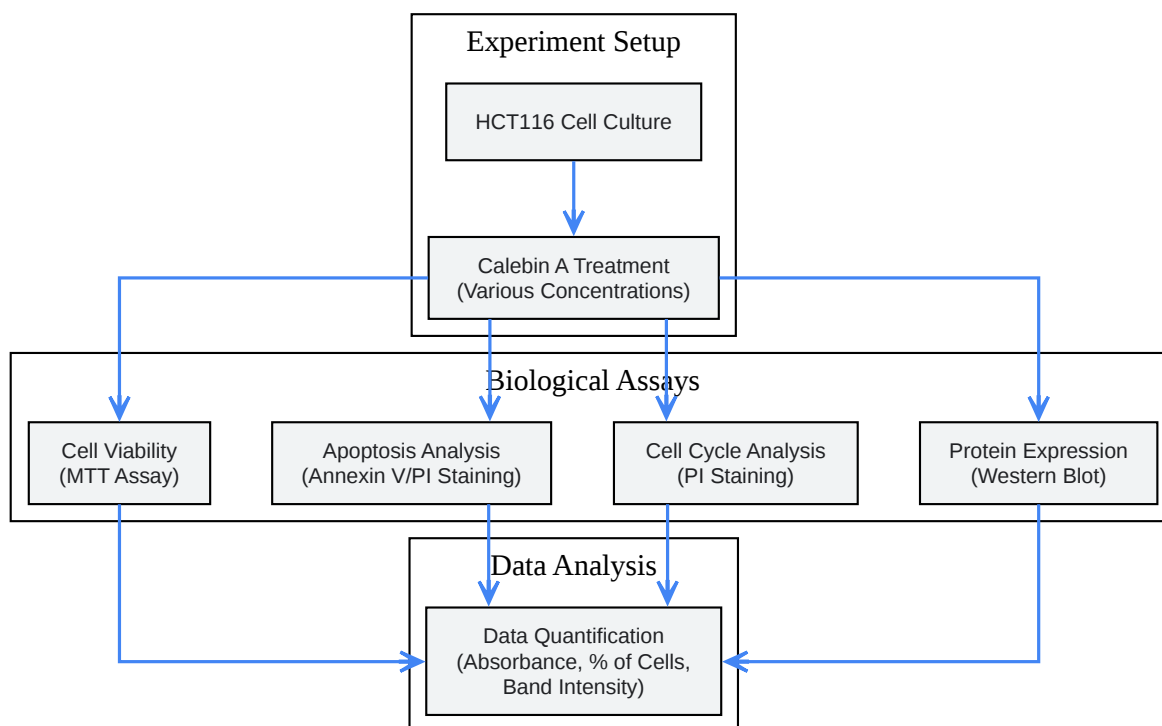 Experiment Setup
HCT116 Cell Culture
Calebin A Treatment
(Various Concentrations)
Biological Assays
Cell Viability
(MTT Assay)
Apoptosis Analysis
(Annexin V/PI Staining)
Cell Cycle Analysis
(PI Staining)
Protein Expression
(Western Blot)
Data Analysis
Data Quantification
(Absorbance, % of Cells,
Band Intensity)